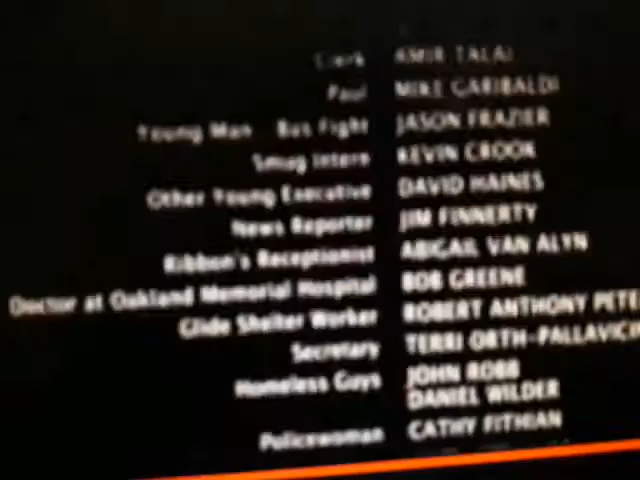 Clerk AMIR TALAI
Paul MIKE GARIBALDI
Young Man Bus Fight JASON FRAZIER
Smug Intern KEVIN CROOK
Other Young Executive DAVID HAINES
News Reporter JIM FINNERTY
Ribbon's Receptionist ABIGAIL VAN ALYN
Doctor at Oakland Memorial Hospital BOB GREENE
Glide Shelter Worker ROBERT ANTHONY PETE
Secretary TERRI ORTH-PALLAVICI
Homeless Guys JOHN ROBB
DANIEL WILDER
Policewoman CATHY FITHIAN